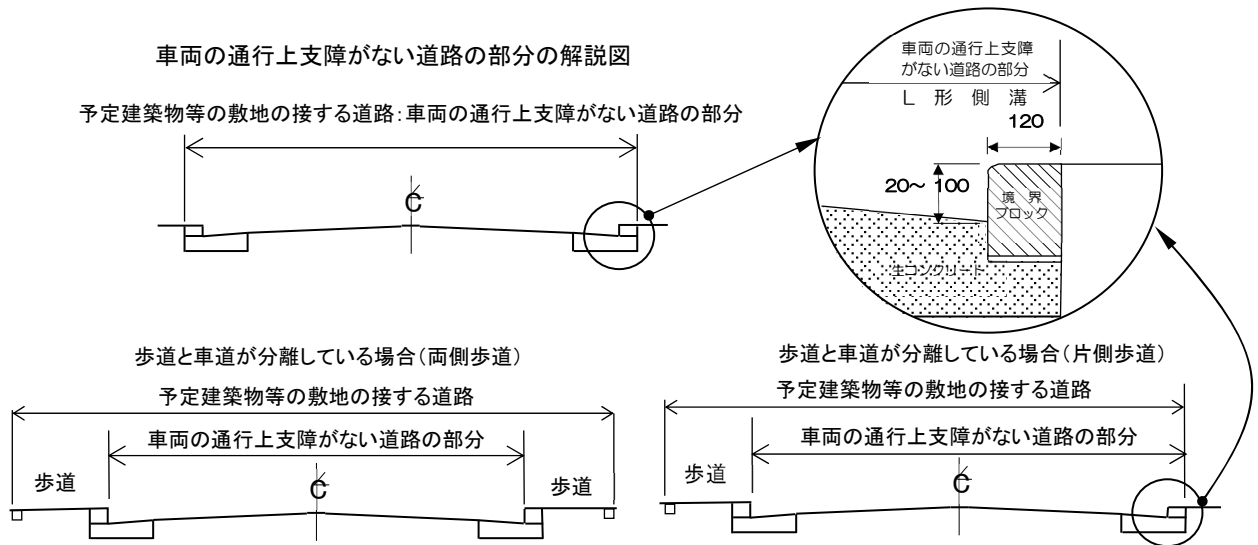 車両の通行上支障がない道路の部分の解説図
予定建築物等の敷地の接する道路:車両の通行上支障がない道路の部分
車両の通行上支障
がない道路の部分
L 形 側 溝
120
20~100
境 界
ブロック
生コンクリート
歩道と車道が分離している場合(両側歩道)
予定建築物等の敷地の接する道路
車両の通行上支障がない道路の部分
歩道
歩道
歩道と車道が分離している場合(片側歩道)
予定建築物等の敷地の接する道路
車両の通行上支障がない道路の部分
歩道